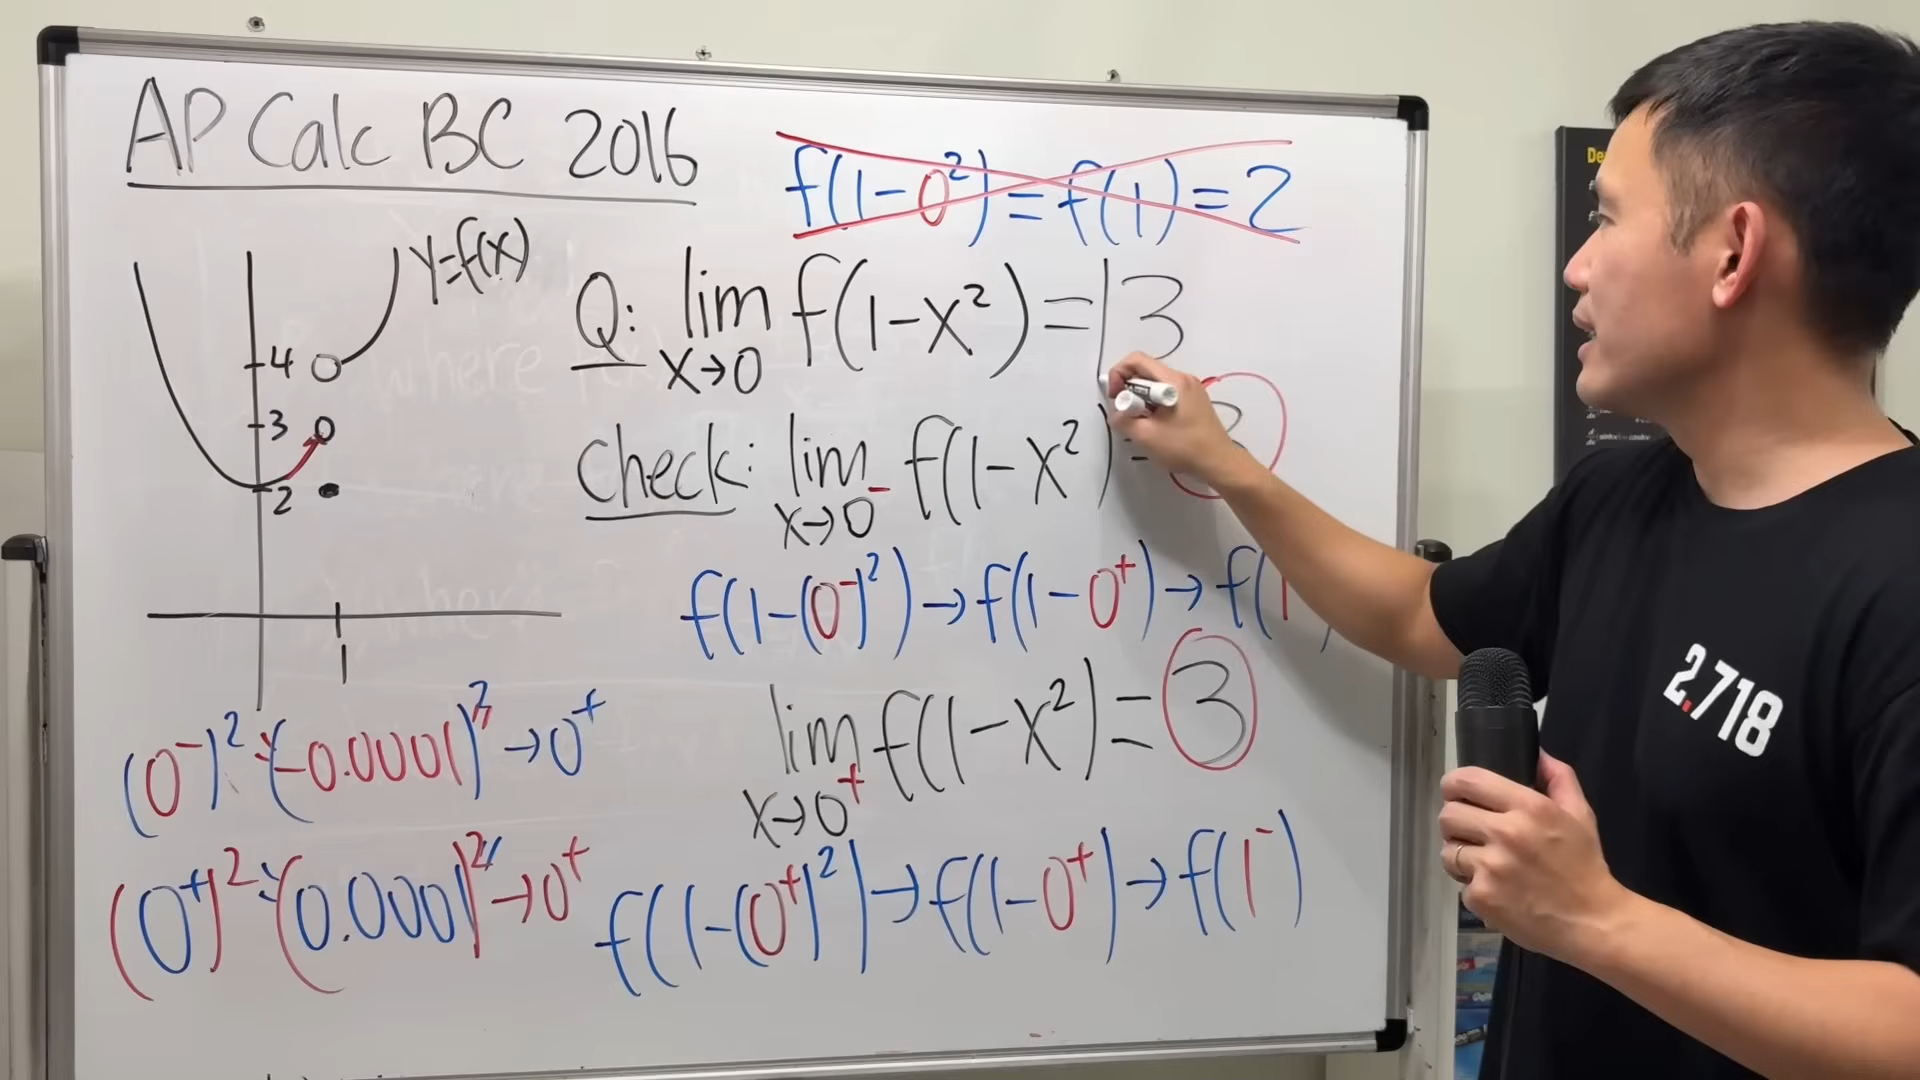 AP Calc BC 2016
f(1-0²)=f(1)=2
y=f(x)
Q: lim f(1-x²)=13
x→0
4
3
2
1
Check: lim f(1-x²)=3
x→0⁻
f(1-(0⁻)²)→f(1-0⁺)→f(1
lim f(1-x²)=3
x→0⁺
(0⁻)²: (-0.0001)²→0⁺
(0⁺)²: (0.0001)²→0⁺
f(1-(0⁺)²)→f(1-0⁺)→f(1⁻)
2.718
De